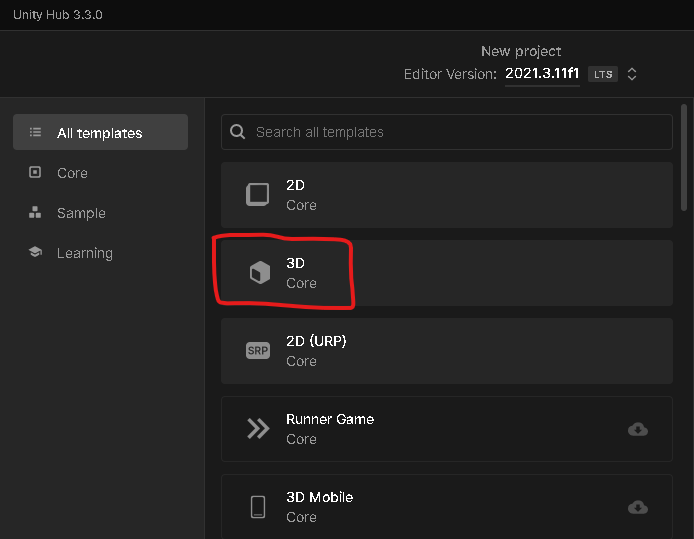 Unity Hub 3.3.0
New project
Editor Version: 2021.3.11f1 LTS
All templates
Core
Sample
Learning
Search all templates
2D
Core
3D
Core
SRP
2D (URP)
Core
Runner Game
Core
3D Mobile
Core